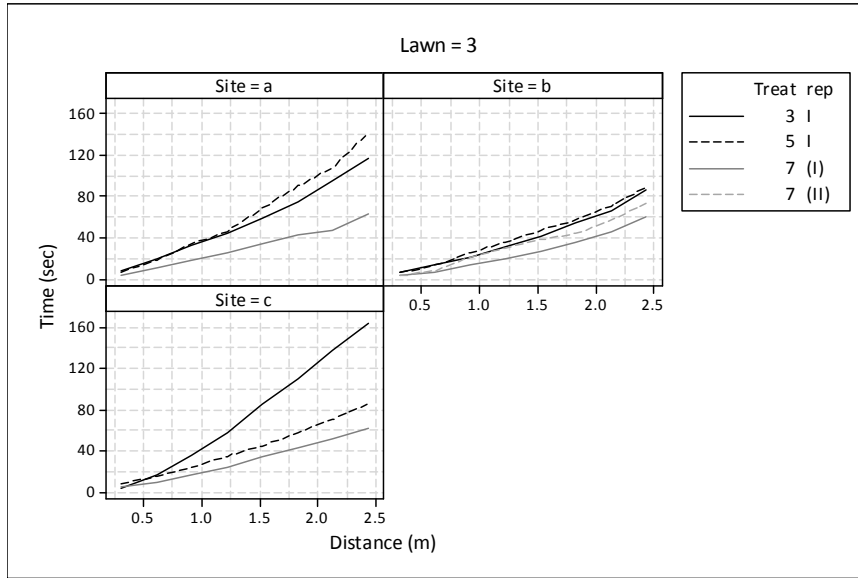 Lawn = 3
Site = a
Site = b
Treat rep
3 I
5 I
7 (I)
7 (II)
160
120
80
40
0
0.5 1.0 1.5 2.0 2.5
Site = c
160
120
80
40
0
0.5 1.0 1.5 2.0 2.5
Time (sec)
Distance (m)